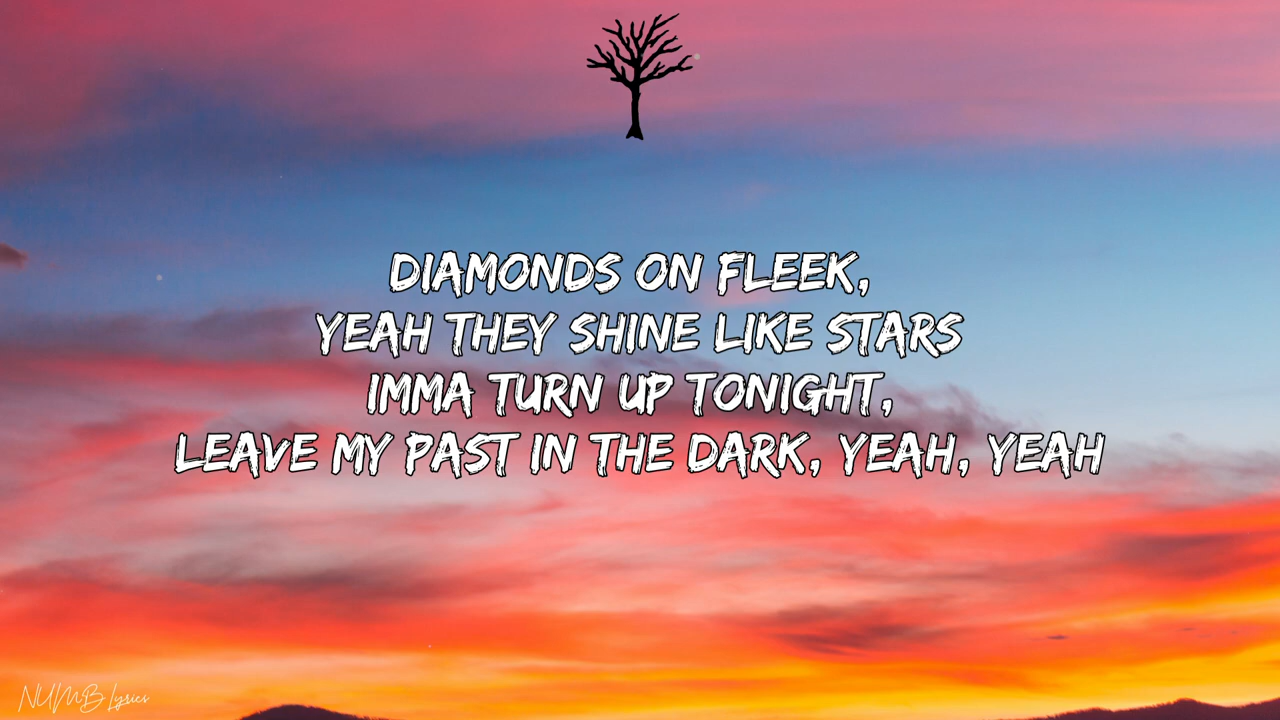 DIAMONDS ON FLEEK,
YEAH THEY SHINE LIKE STARS
IMMA TURN UP TONIGHT,
LEAVE MY PAST IN THE DARK, YEAH, YEAH
NUMB Lyrics